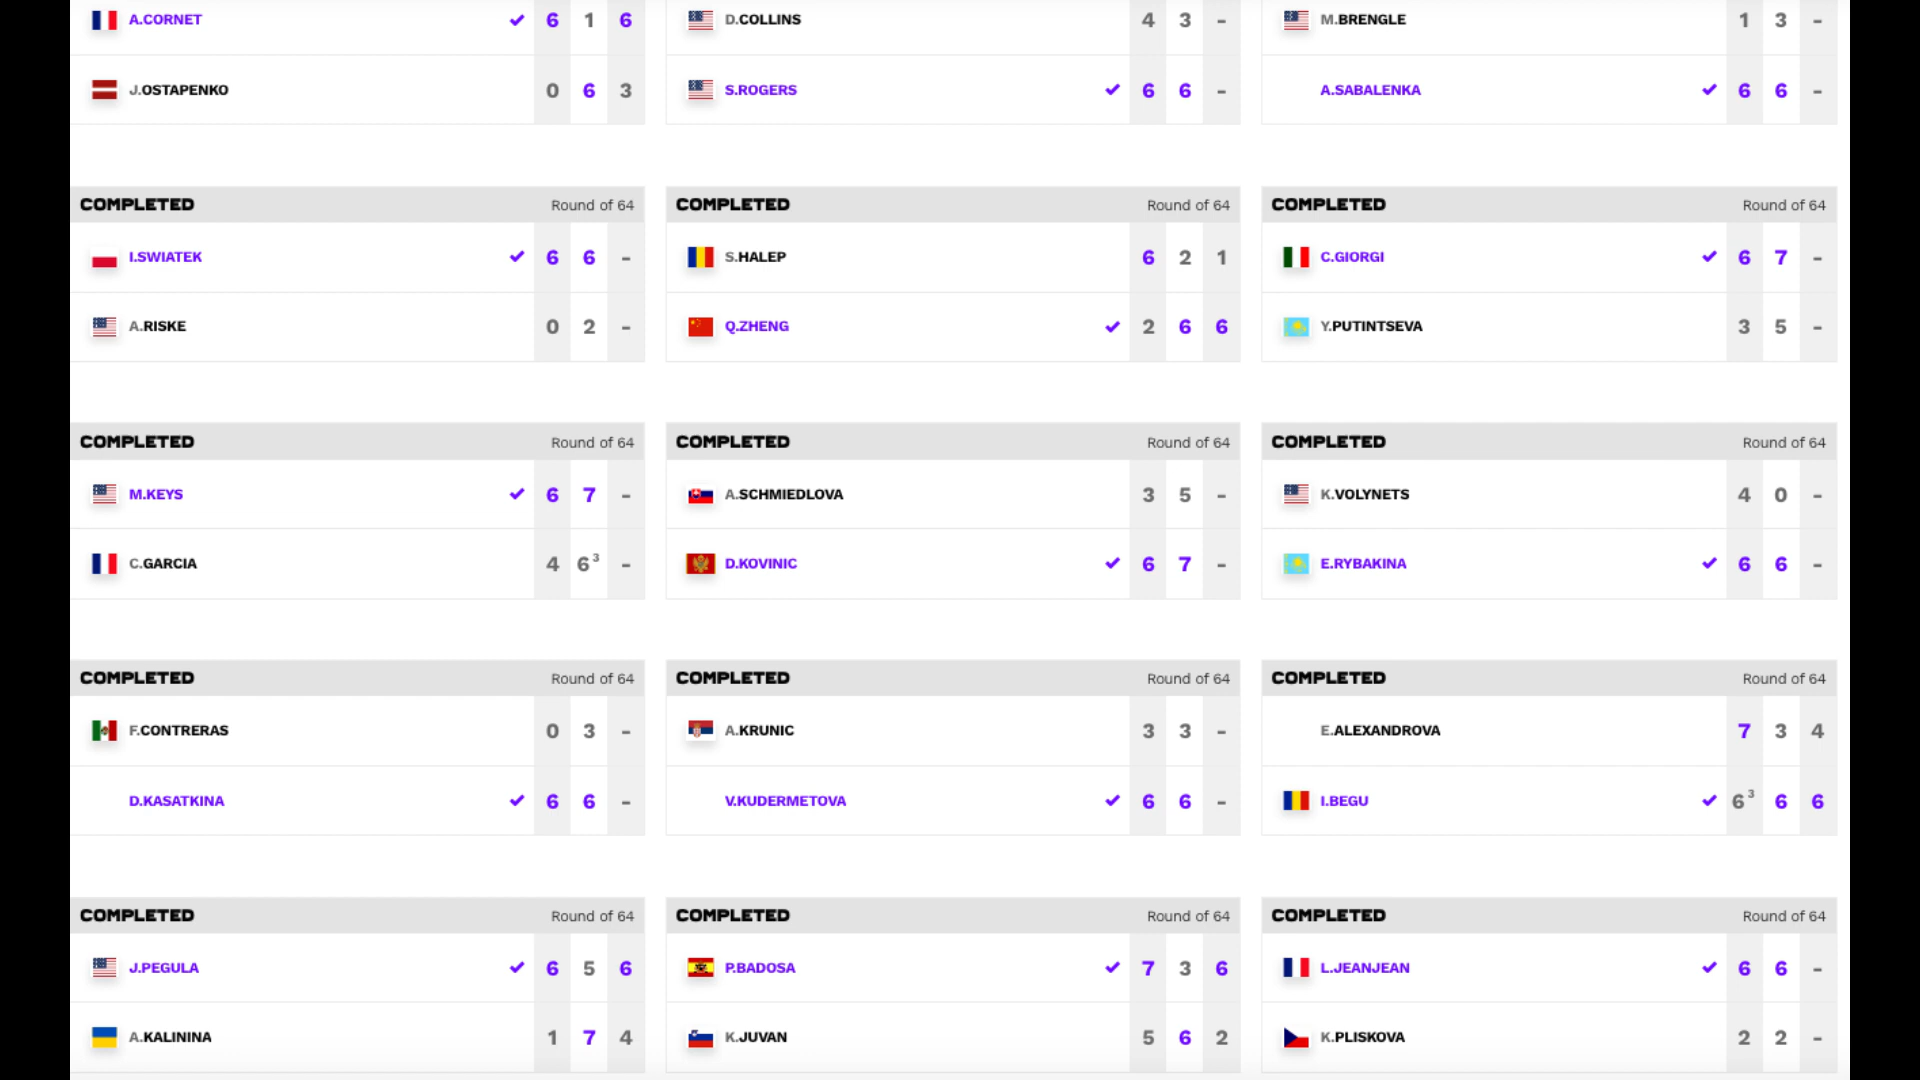 A.CORNET 6 1 6
J.OSTAPENKO 0 6 3
D.COLLINS 4 3 -
S.ROGERS 6 6 -
M.BRENGLE 1 3 -
A.SABALENKA 6 6 -
COMPLETED Round of 64
I.SWIATEK 6 6 -
A.RISKE 0 2 -
COMPLETED Round of 64
S.HALEP 6 2 1
Q.ZHENG 2 6 6
COMPLETED Round of 64
C.GIORGI 6 7 -
Y.PUTINTSEVA 3 5 -
COMPLETED Round of 64
M.KEYS 6 7 -
C.GARCIA 4 6 3 -
COMPLETED Round of 64
A.SCHMIEDLOVA 3 5 -
D.KOVINIC 6 7 -
COMPLETED Round of 64
K.VOLYNETS 4 0 -
E.RYBAKINA 6 6 -
COMPLETED Round of 64
F.CONTRERAS 0 3 -
D.KASATKINA 6 6 -
COMPLETED Round of 64
A.KRUNIC 3 3 -
V.KUDERMETOVA 6 6 -
COMPLETED Round of 64
E.ALEXANDROVA 7 3 4
I.BEGU 6 3 6 6
COMPLETED Round of 64
J.PEGULA 6 5 6
A.KALININA 1 7 4
COMPLETED Round of 64
P.BADOSA 7 3 6
K.JUVAN 5 6 2
COMPLETED Round of 64
L.JEANJEAN 6 6 -
K.PLISKOVA 2 2 -